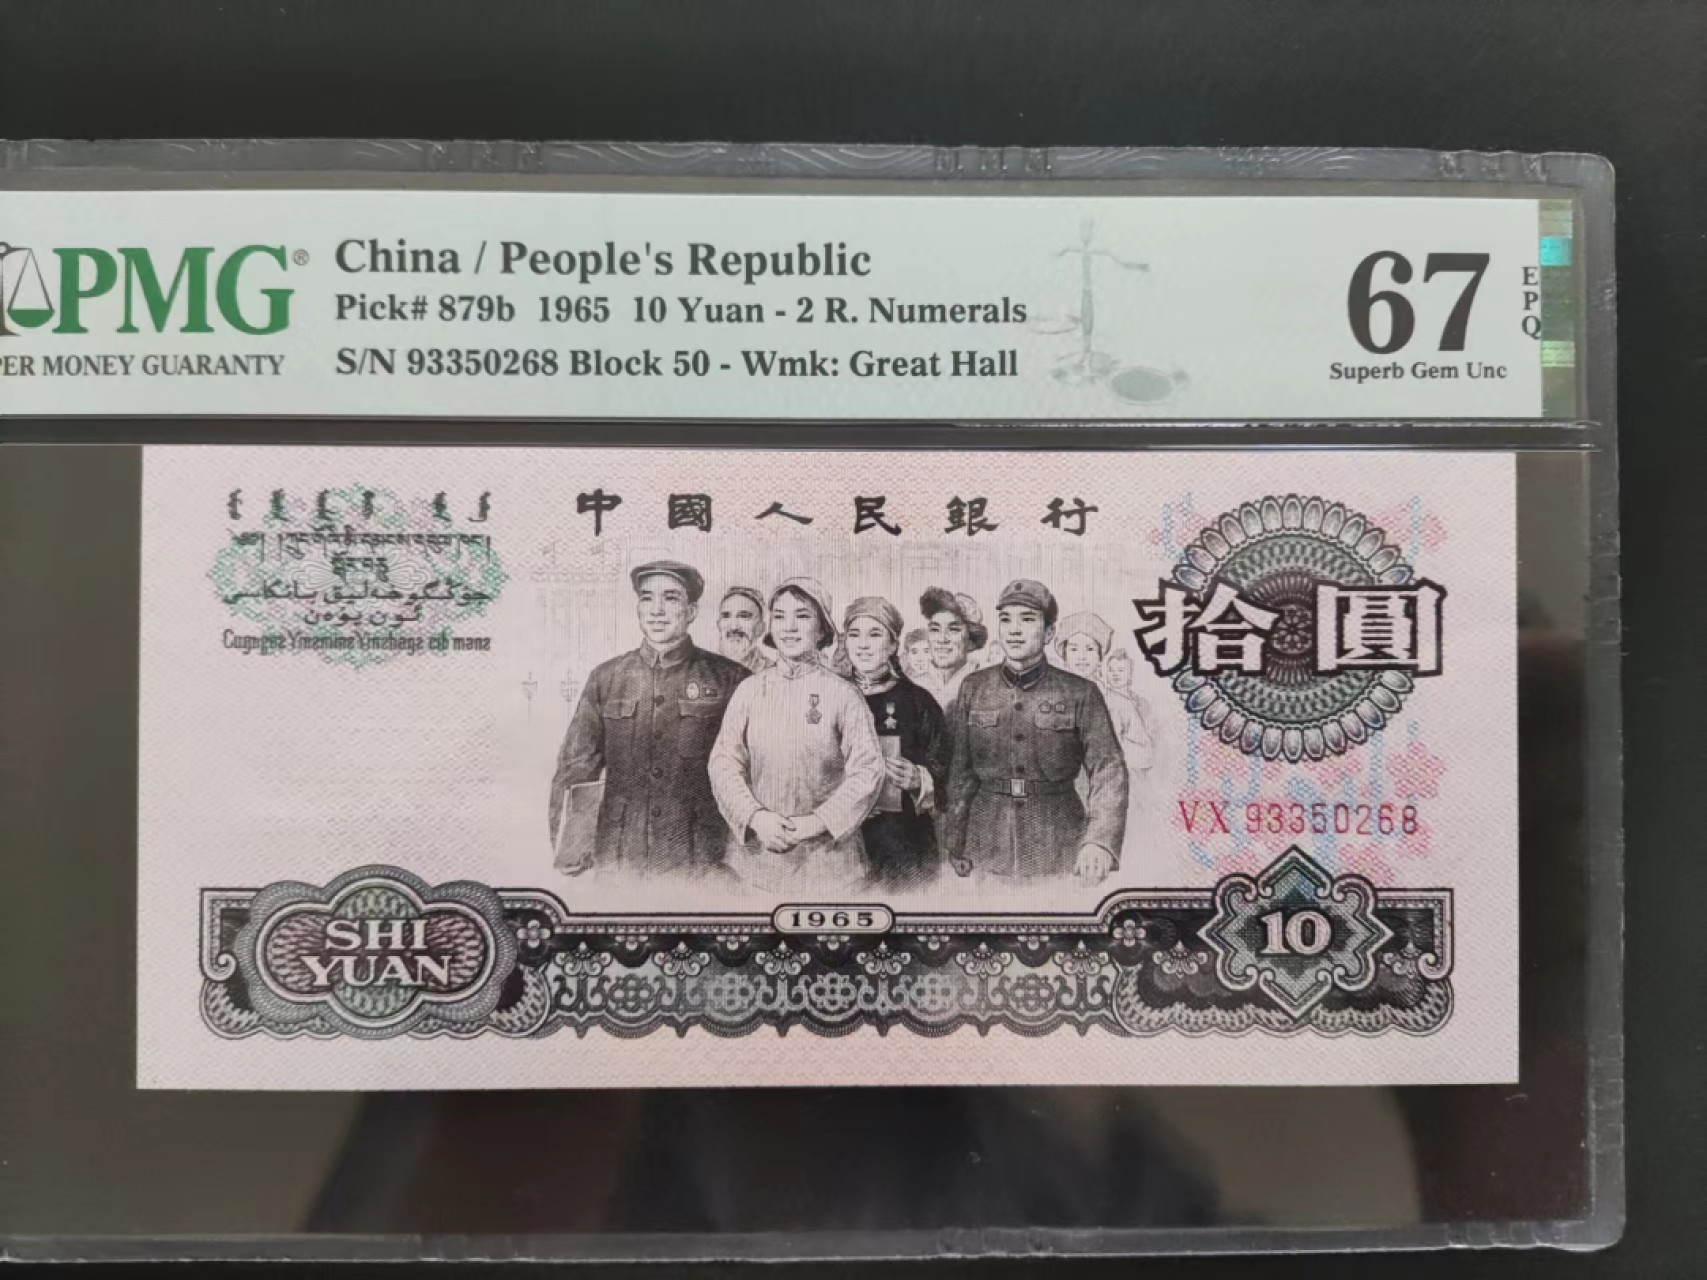 PMG®
PER MONEY GUARANTY
China / People's Republic
Pick# 879b 1965 10 Yuan - 2 R. Numerals
S/N 93350268 Block 50 - Wmk: Great Hall
67
EPQ
Superb Gem Unc
中國人民銀行
拾圓
VX 93350268
1965
SHI
YUAN
10